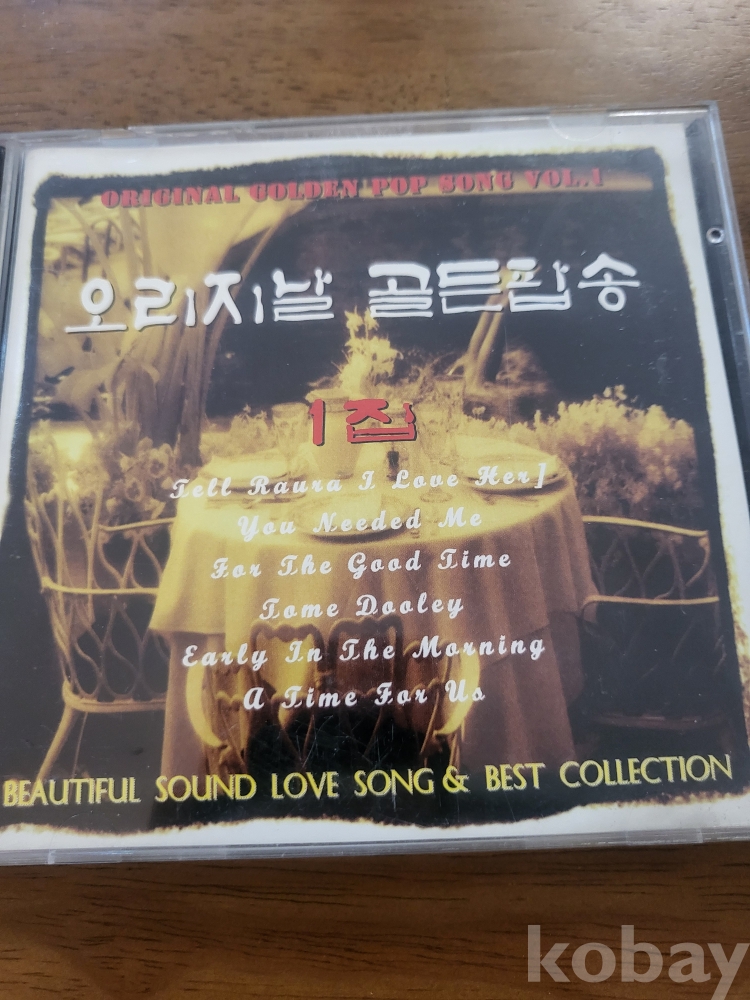 ORIGINAL GOLDEN POP SONG VOL.1
오리지날 골든팝송
1집
Tell Raura I Love Her]
You Needed Me
For The Good Time
Tome Dooley
Early In The Morning
A Time For Us
BEAUTIFUL SOUND LOVE SONG & BEST COLLECTION
kobay